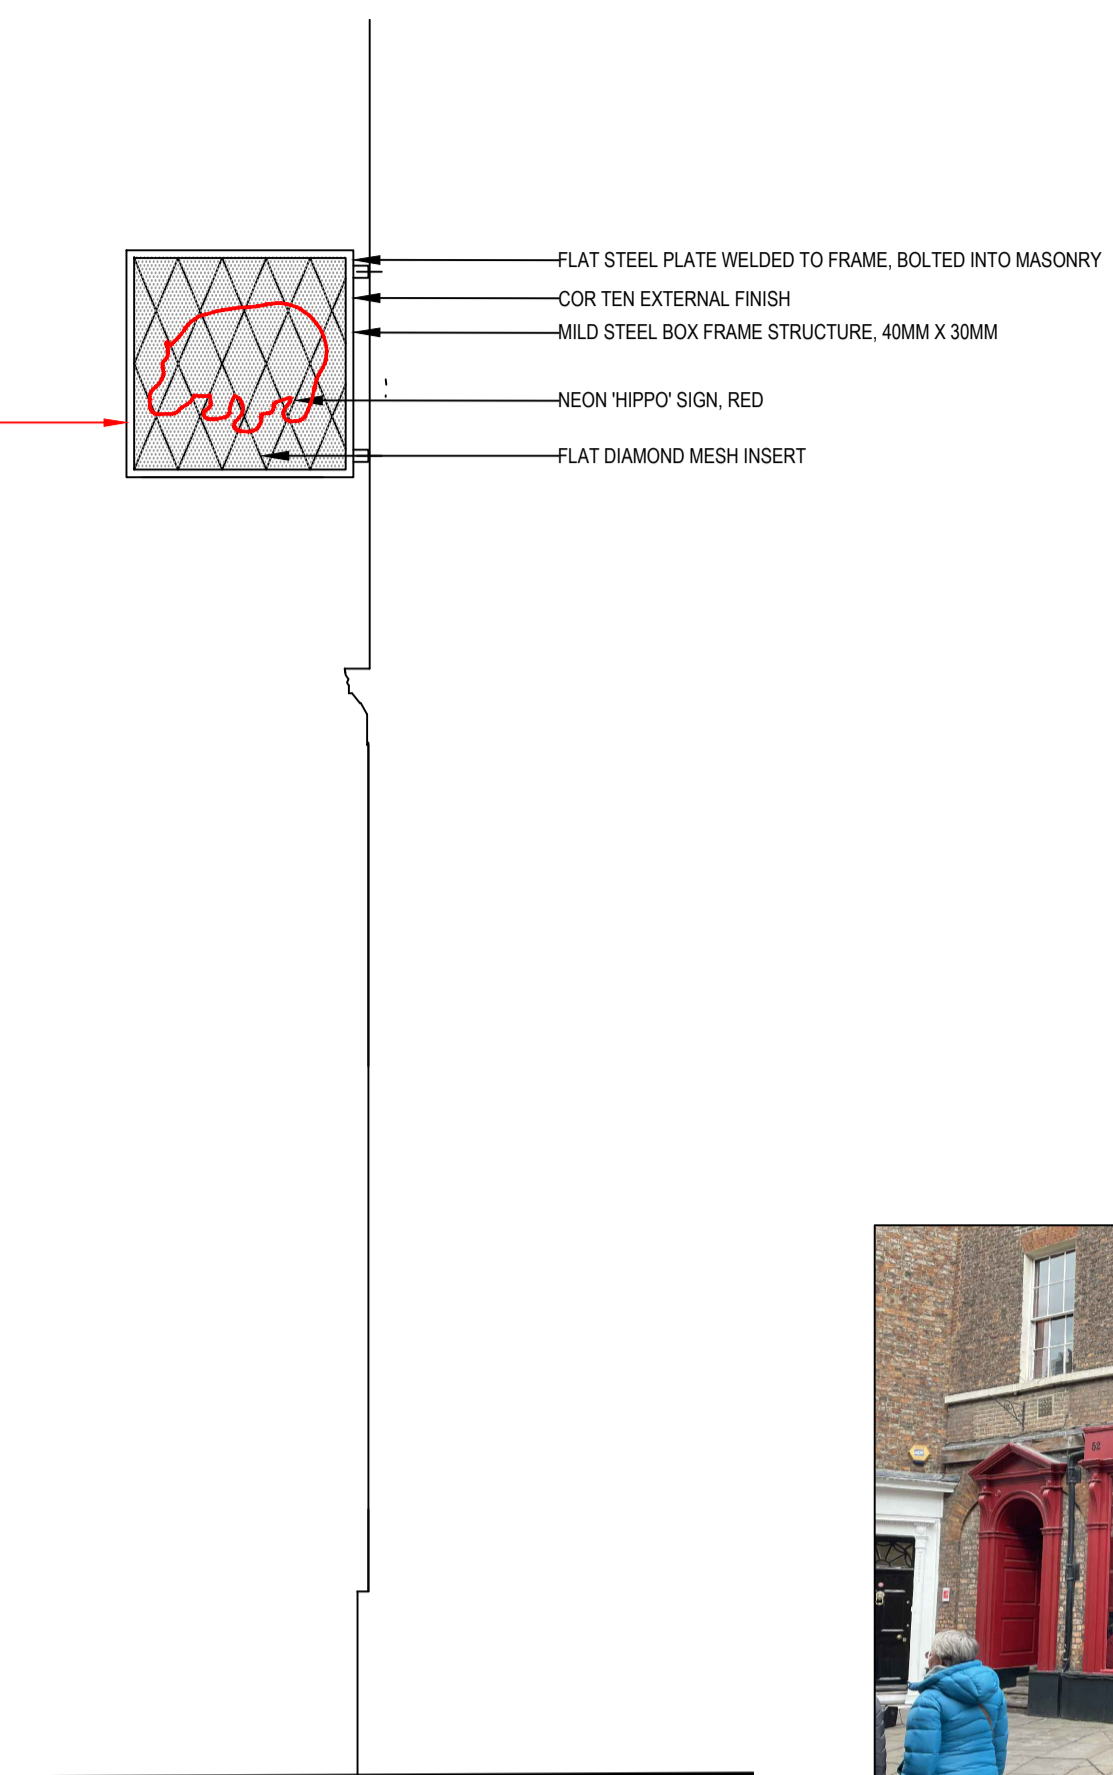 FLAT STEEL PLATE WELDED TO FRAME, BOLTED INTO MASONRY
COR TEN EXTERNAL FINISH
MILD STEEL BOX FRAME STRUCTURE, 40MM X 30MM
NEON 'HIPPO' SIGN, RED
FLAT DIAMOND MESH INSERT
52